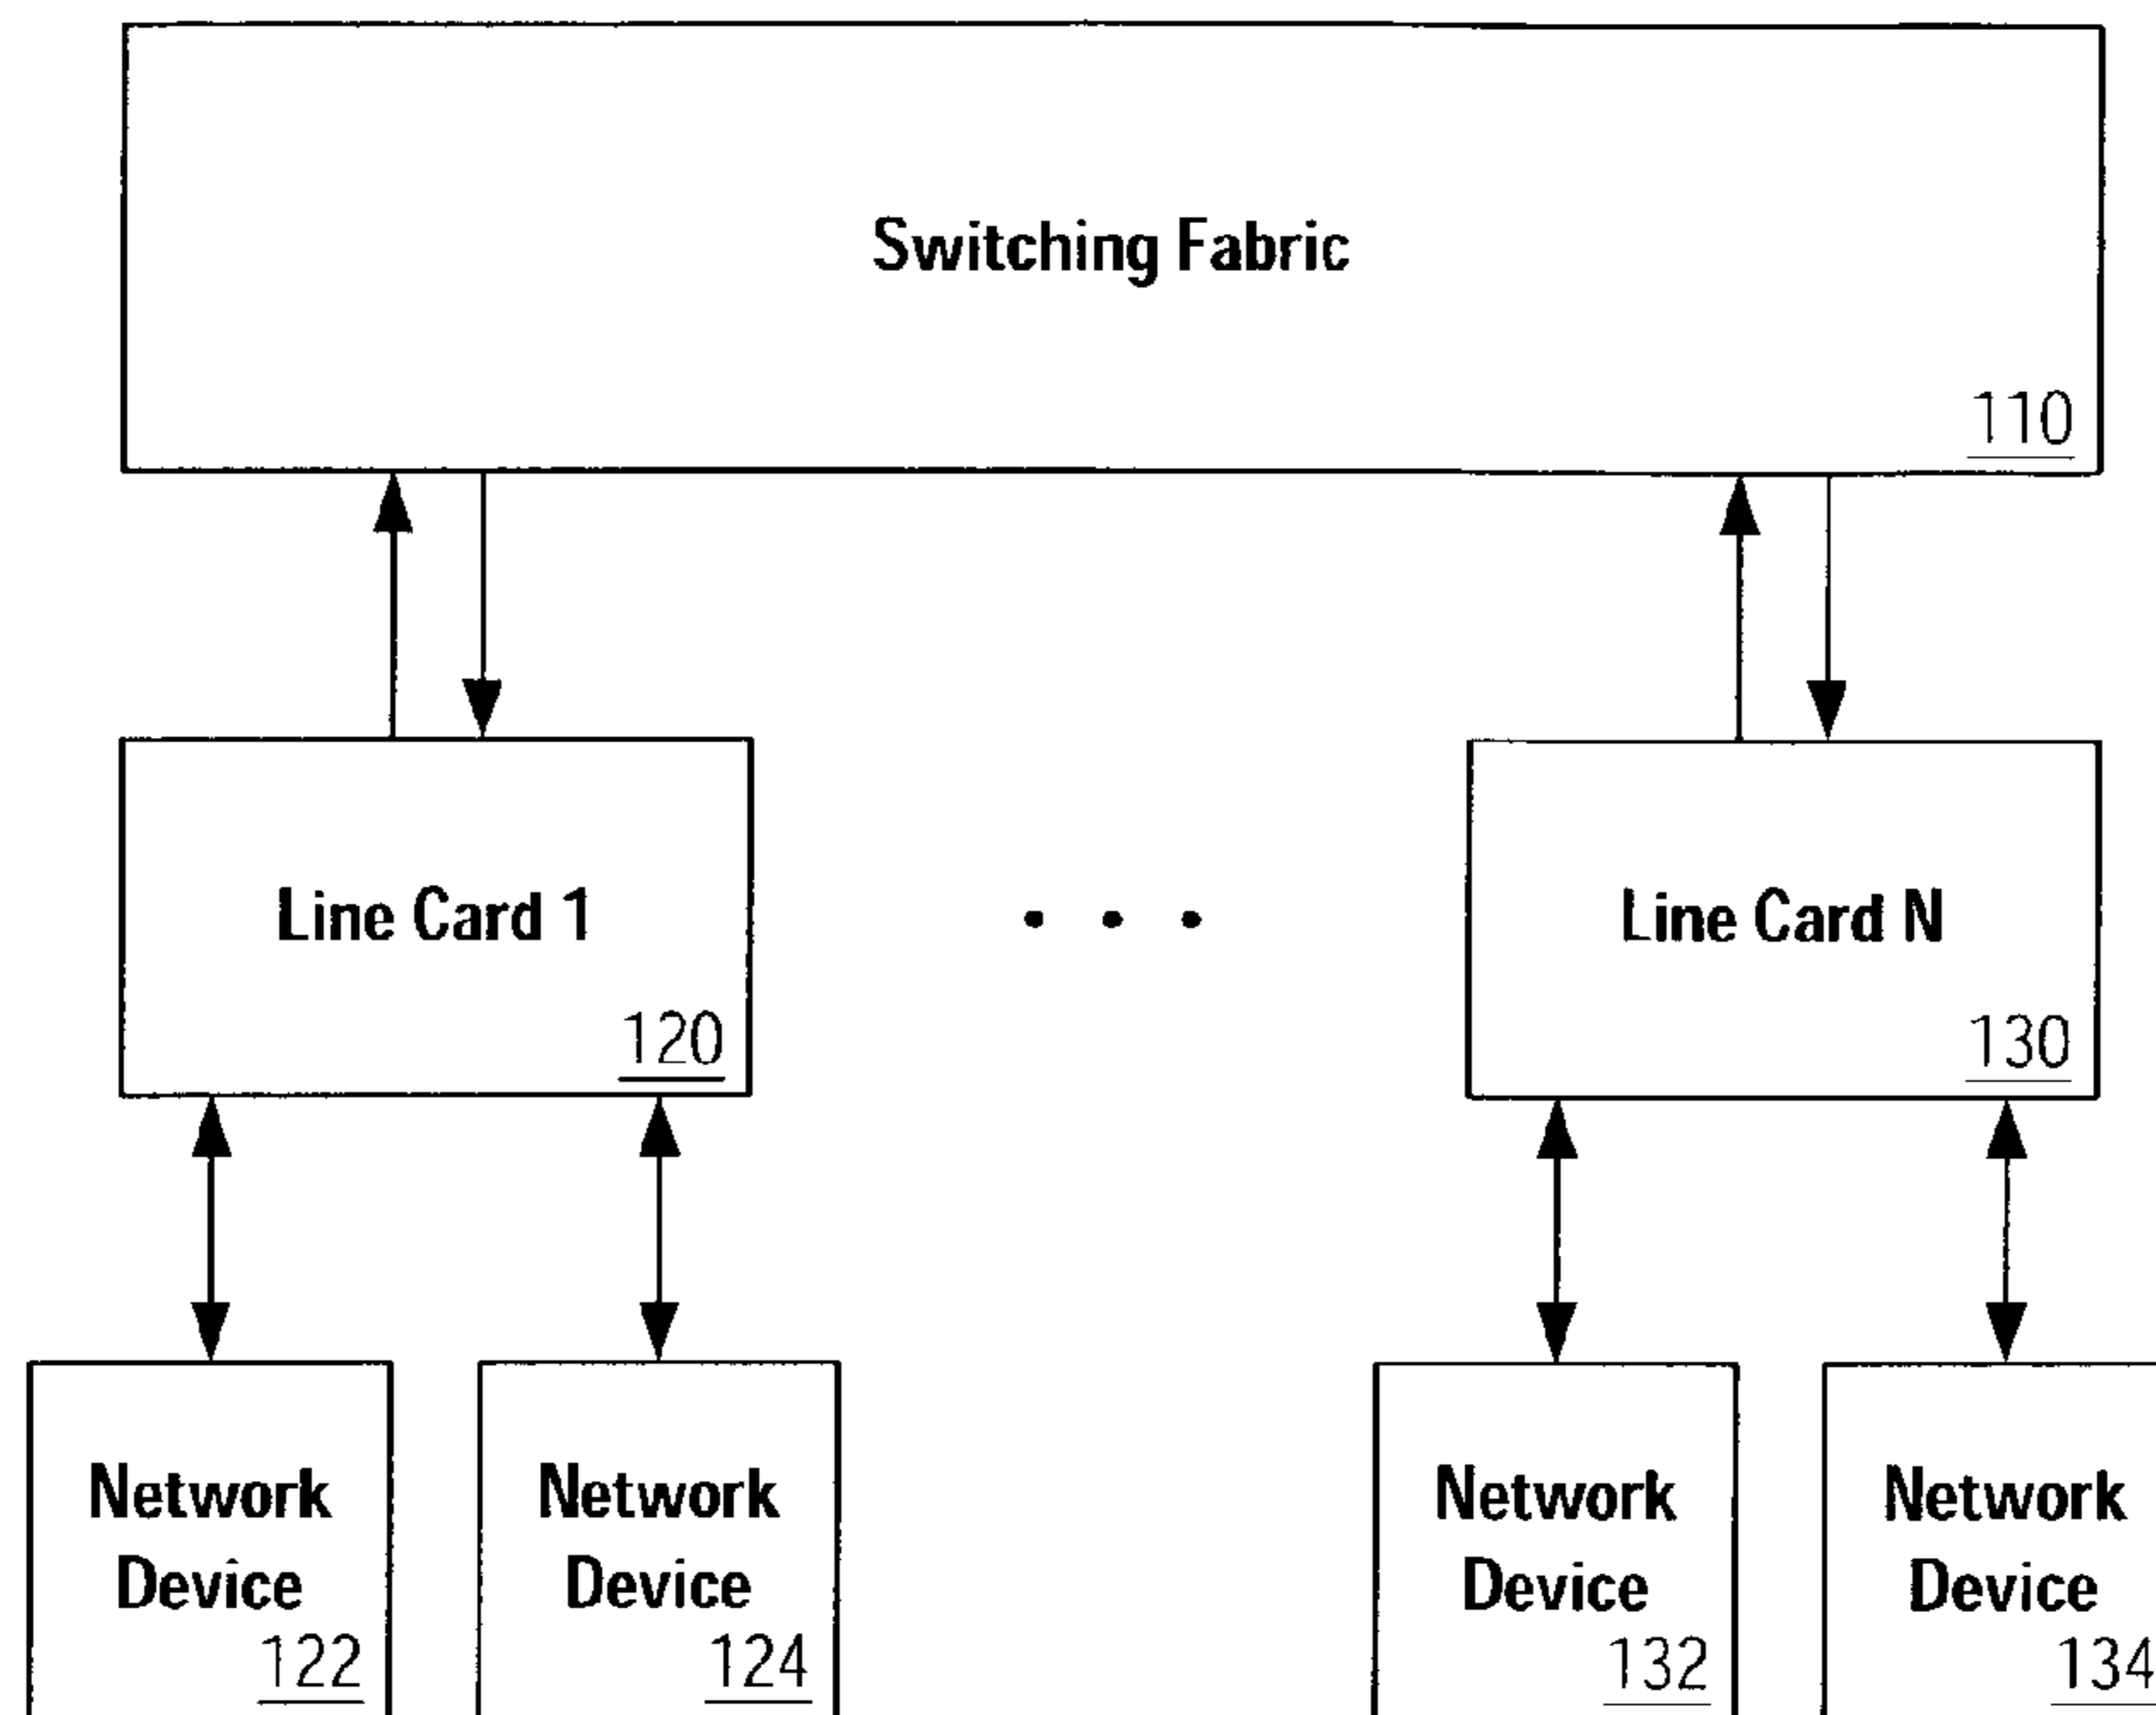 Switching Fabric
110
Line Card 1
120
• • •
Line Card N
130
Network
Device
122
Network
Device
124
Network
Device
132
Network
Device
134